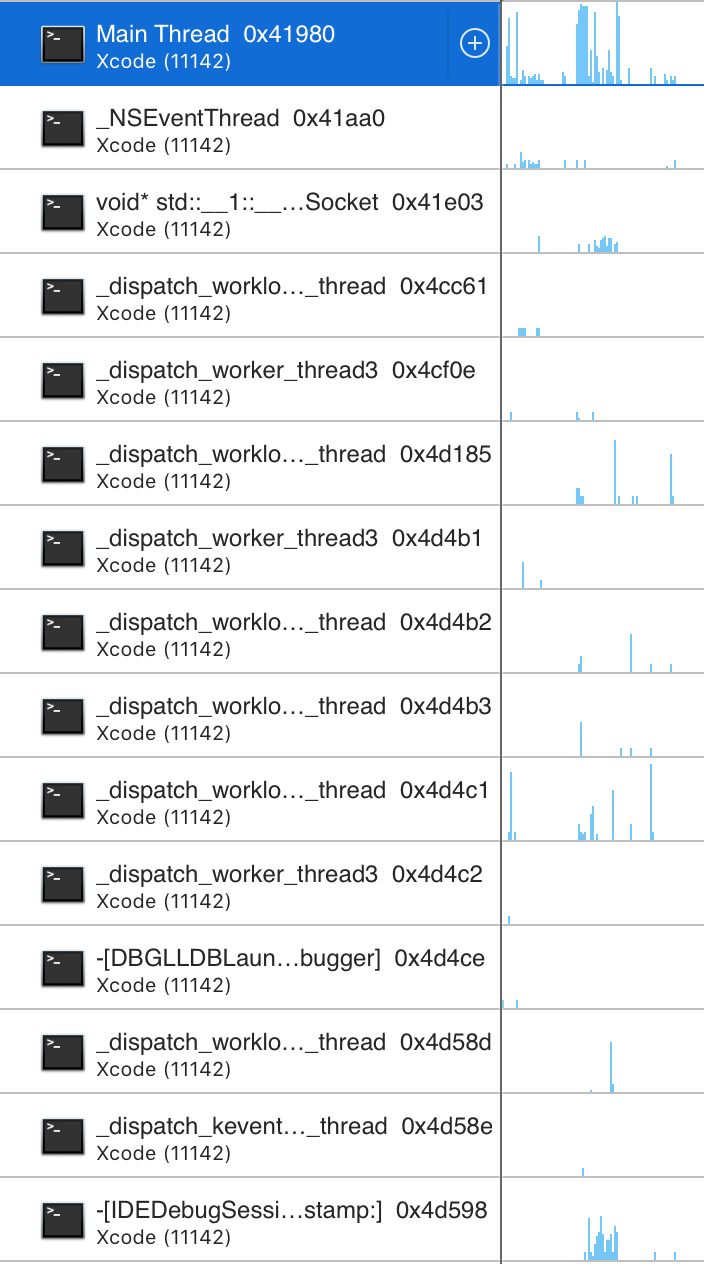 Main Thread 0x41980
Xcode (11142)
_NSEventThread 0x41aa0
Xcode (11142)
void* std::__1::__…Socket 0x41e03
Xcode (11142)
_dispatch_worklo…_thread 0x4cc61
Xcode (11142)
_dispatch_worker_thread3 0x4cf0e
Xcode (11142)
_dispatch_worklo…_thread 0x4d185
Xcode (11142)
_dispatch_worker_thread3 0x4d4b1
Xcode (11142)
_dispatch_worklo…_thread 0x4d4b2
Xcode (11142)
_dispatch_worklo…_thread 0x4d4b3
Xcode (11142)
_dispatch_worklo…_thread 0x4d4c1
Xcode (11142)
_dispatch_worker_thread3 0x4d4c2
Xcode (11142)
-[DBGLLDBLaun…bugger] 0x4d4ce
Xcode (11142)
_dispatch_worklo…_thread 0x4d58d
Xcode (11142)
_dispatch_kevent…_thread 0x4d58e
Xcode (11142)
-[IDEDebugSessi…stamp:] 0x4d598
Xcode (11142)